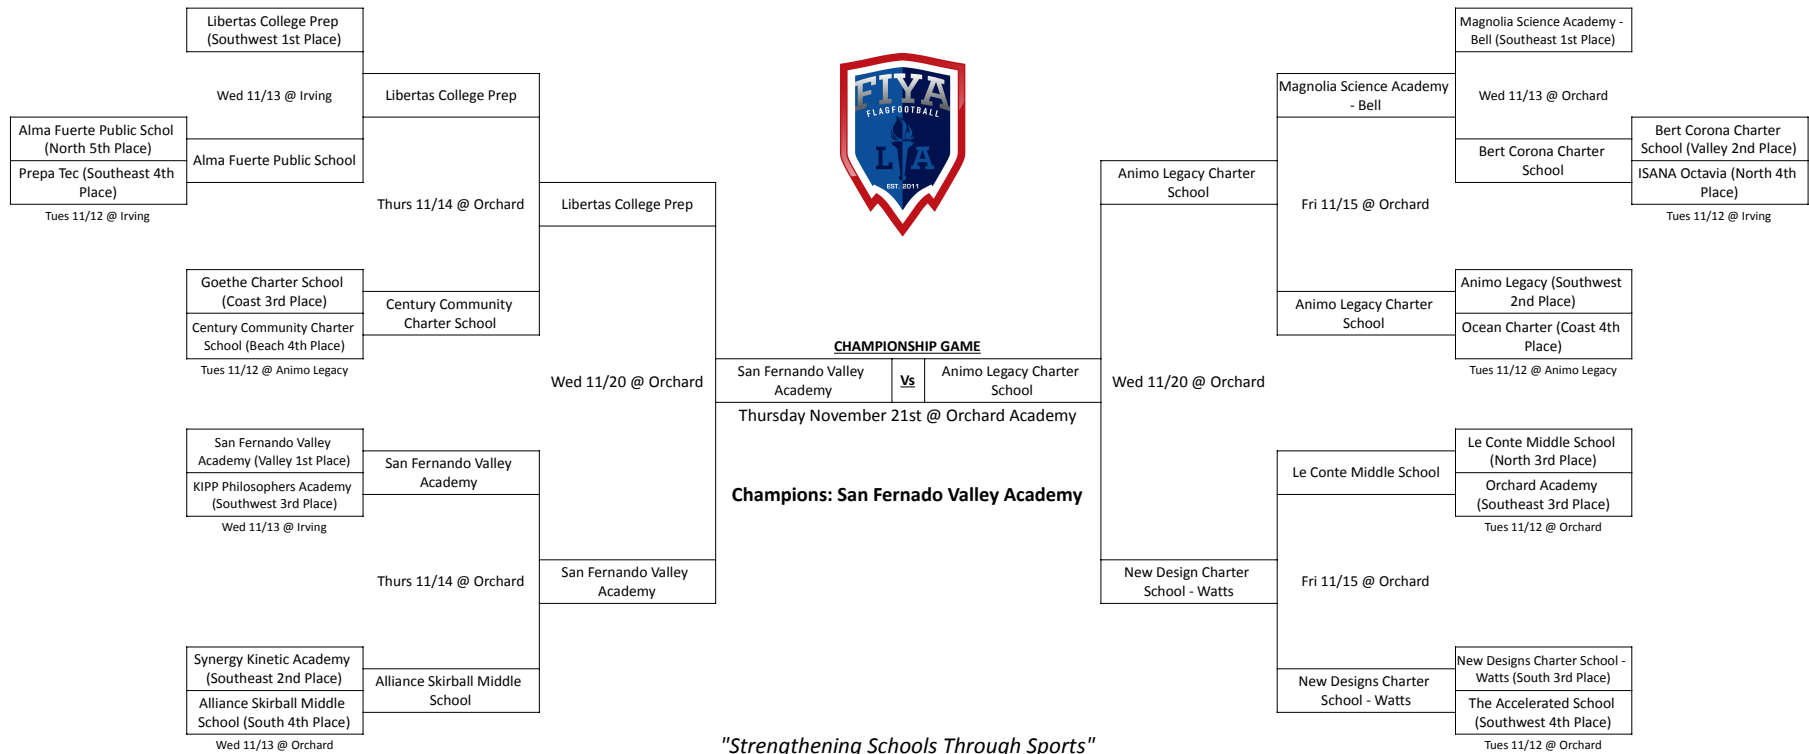 Libertas College Prep
(Southwest 1st Place)
Wed 11/13 @ Irving
Libertas College Prep
Alma Fuerte Public Schol
(North 5th Place)
Prepa Tec (Southeast 4th
Place)
Tues 11/12 @ Irving
Alma Fuerte Public School
Thurs 11/14 @ Orchard
Libertas College Prep
Goethe Charter School
(Coast 3rd Place)
Century Community Charter
School (Beach 4th Place)
Tues 11/12 @ Animo Legacy
Century Community
Charter School
Wed 11/20 @ Orchard
San Fernando Valley
Academy (Valley 1st Place)
KIPP Philosophers Academy
(Southwest 3rd Place)
Wed 11/13 @ Irving
San Fernando Valley
Academy
Thurs 11/14 @ Orchard
San Fernando Valley
Academy
Synergy Kinetic Academy
(Southeast 2nd Place)
Alliance Skirball Middle
School (South 4th Place)
Wed 11/13 @ Orchard
Alliance Skirball Middle
School
FIYA
FLAGFOOTBALL
LA
EST. 2011
CHAMPIONSHIP GAME
San Fernando Valley
Academy
Vs
Animo Legacy Charter
School
Thursday November 21st @ Orchard Academy
Champions: San Fernado Valley Academy
"Strengthening Schools Through Sports"
Magnolia Science Academy -
Bell (Southeast 1st Place)
Magnolia Science Academy
- Bell
Wed 11/13 @ Orchard
Bert Corona Charter
School
Bert Corona Charter
School (Valley 2nd Place)
ISANA Octavia (North 4th
Place)
Tues 11/12 @ Irving
Animo Legacy Charter
School
Fri 11/15 @ Orchard
Animo Legacy Charter
School
Animo Legacy (Southwest
2nd Place)
Ocean Charter (Coast 4th
Place)
Tues 11/12 @ Animo Legacy
Wed 11/20 @ Orchard
Le Conte Middle School
Le Conte Middle School
(North 3rd Place)
Orchard Academy
(Southeast 3rd Place)
Tues 11/12 @ Orchard
New Design Charter
School - Watts
Fri 11/15 @ Orchard
New Designs Charter
School - Watts
New Designs Charter School -
Watts (South 3rd Place)
The Accelerated School
(Southwest 4th Place)
Tues 11/12 @ Orchard